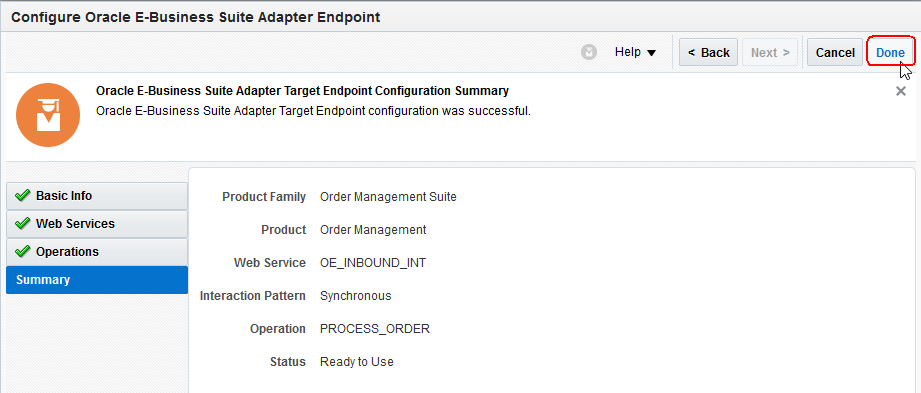 Configure Oracle E-Business Suite Adapter Endpoint
Help
< Back
Next >
Cancel
Done
Oracle E-Business Suite Adapter Target Endpoint Configuration Summary
Oracle E-Business Suite Adapter Target Endpoint configuration was successful.
Basic Info
Web Services
Operations
Summary
Product Family Order Management Suite
Product Order Management
Web Service OE_INBOUND_INT
Interaction Pattern Synchronous
Operation PROCESS_ORDER
Status Ready to Use